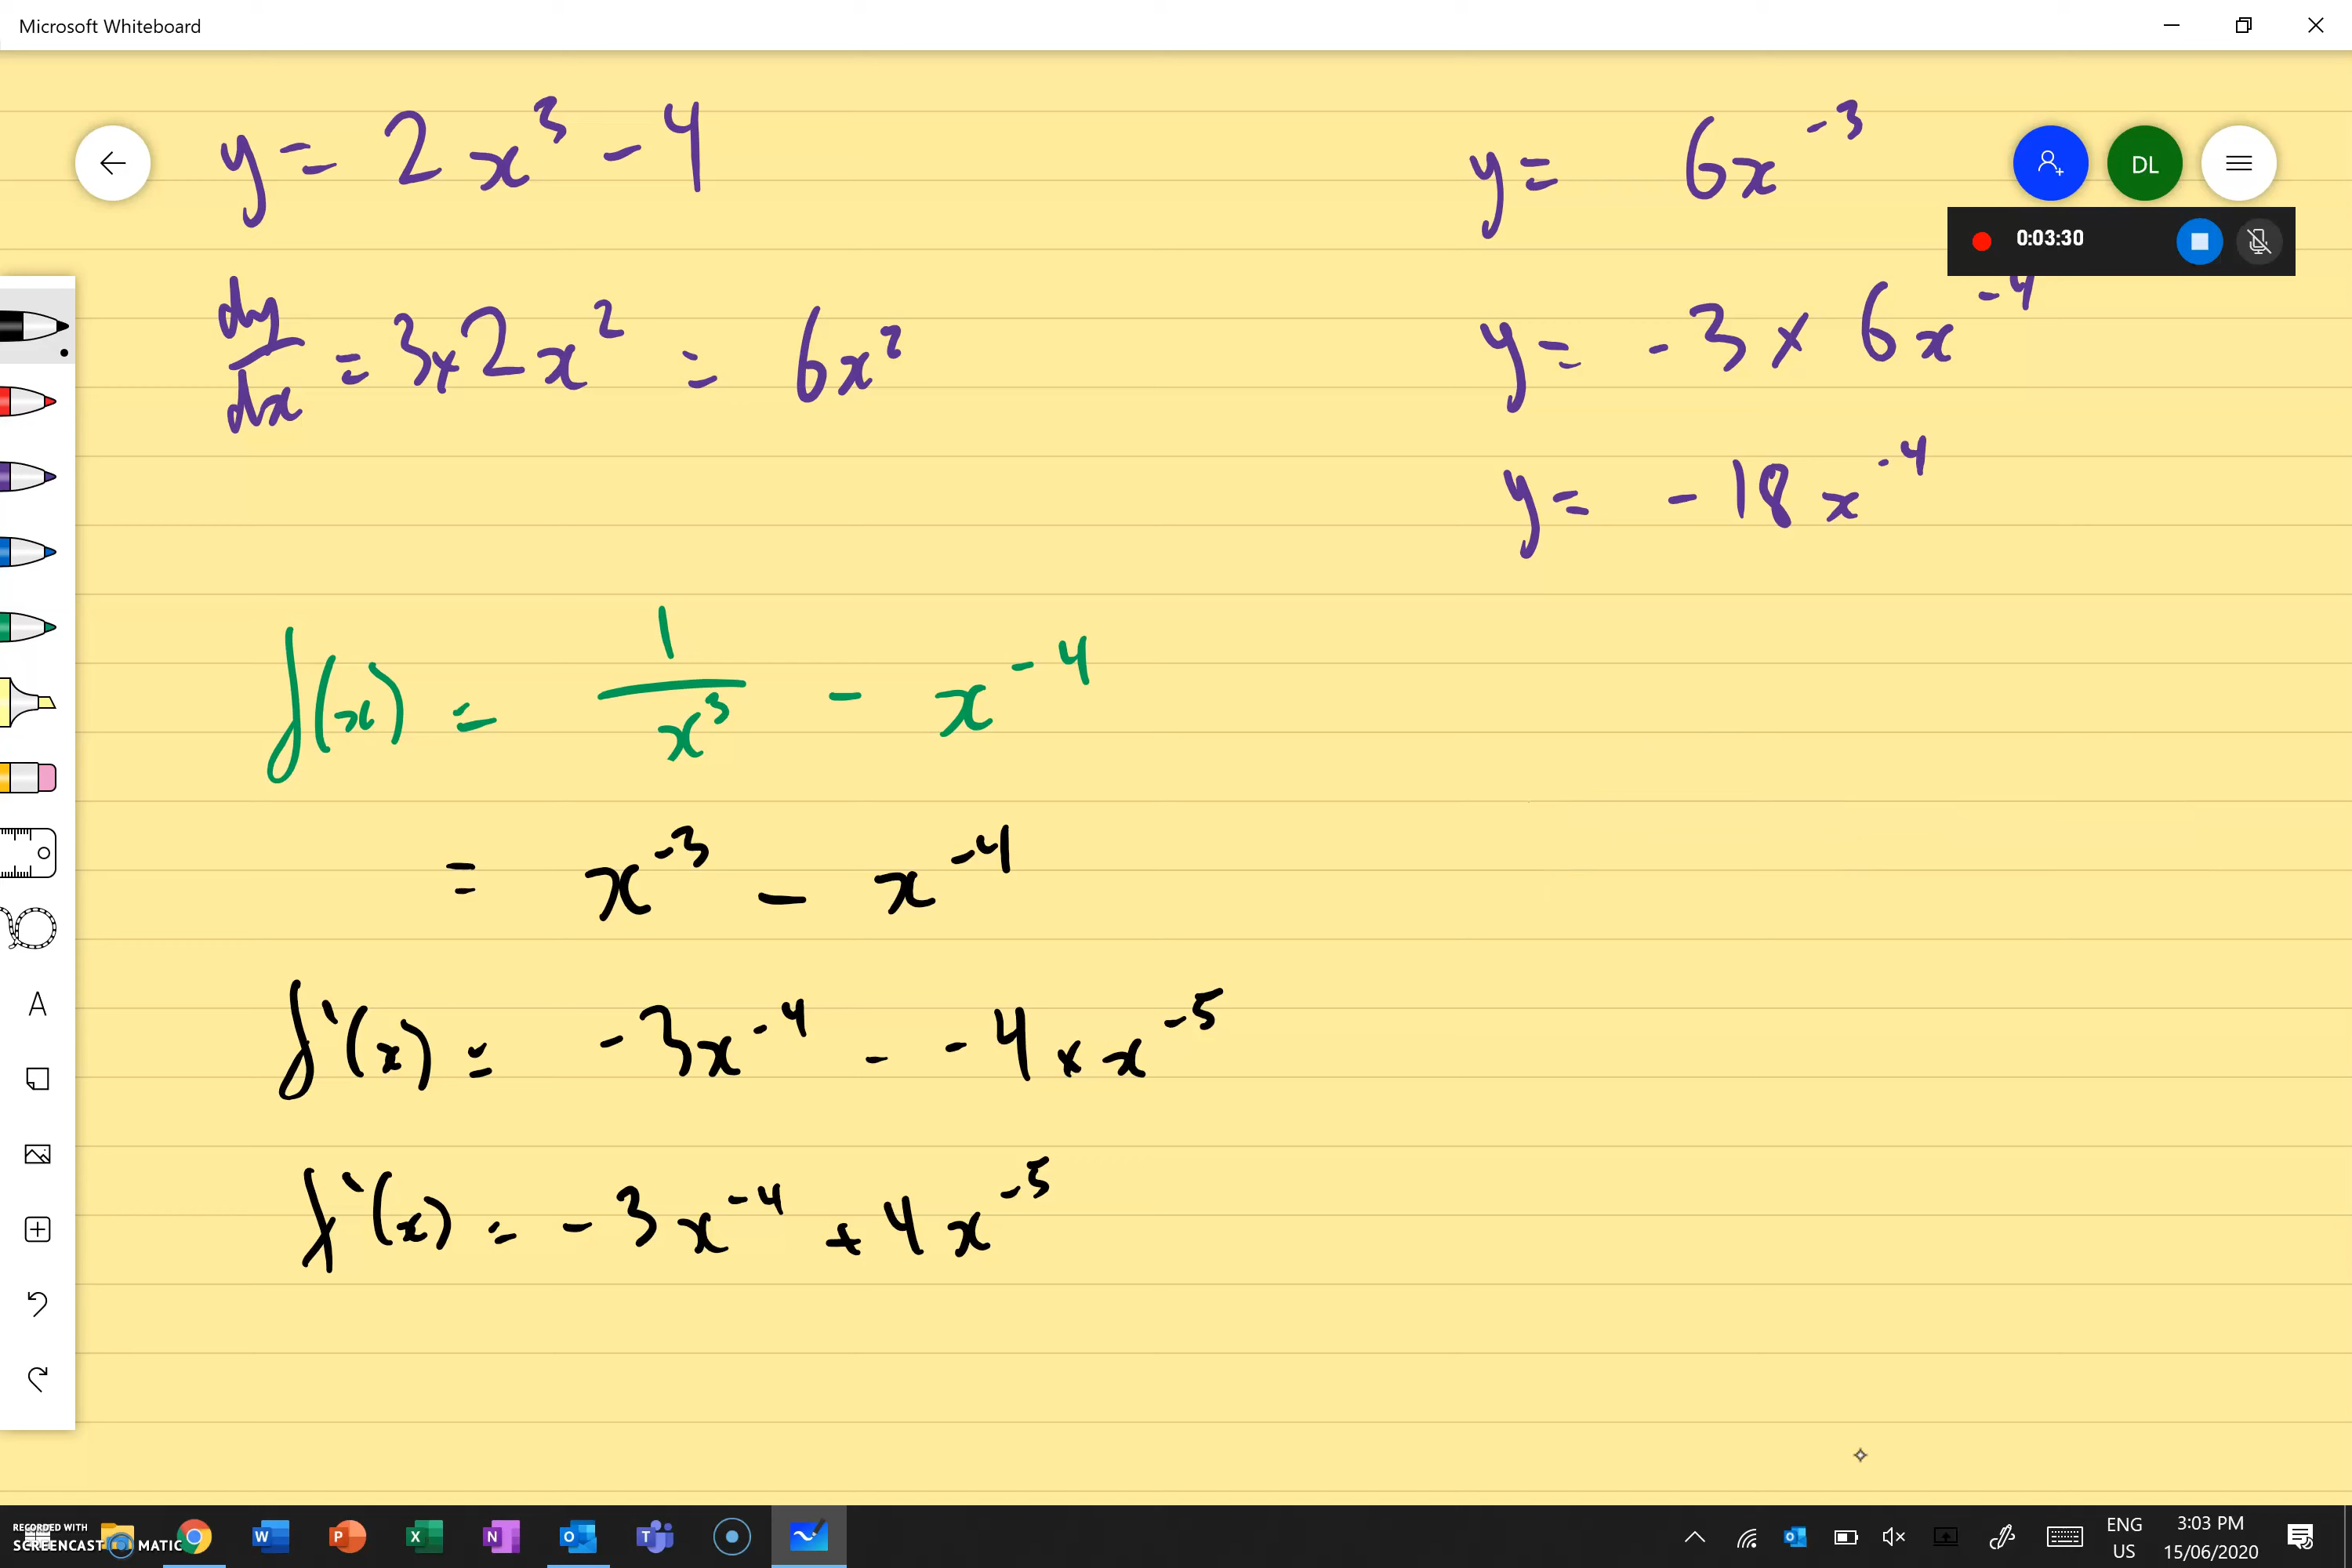 Microsoft Whiteboard
y = 2x³ - 4
dy/dx = 3×2x² = 6x²
y = 6x⁻³
DL
0:03:30
y = -3 × 6x⁻⁴
y = -18x⁻⁴
f(x) = 1/x³ - x⁻⁴
= x⁻³ - x⁻⁴
f'(x) = -3x⁻⁴ - -4 × x⁻⁵
f'(x) = -3x⁻⁴ + 4x⁻⁵
A
RECORDED WITH
SCREENCAST MATIC
W
P
X
N
O
T
ENG
US
3:03 PM
15/06/2020